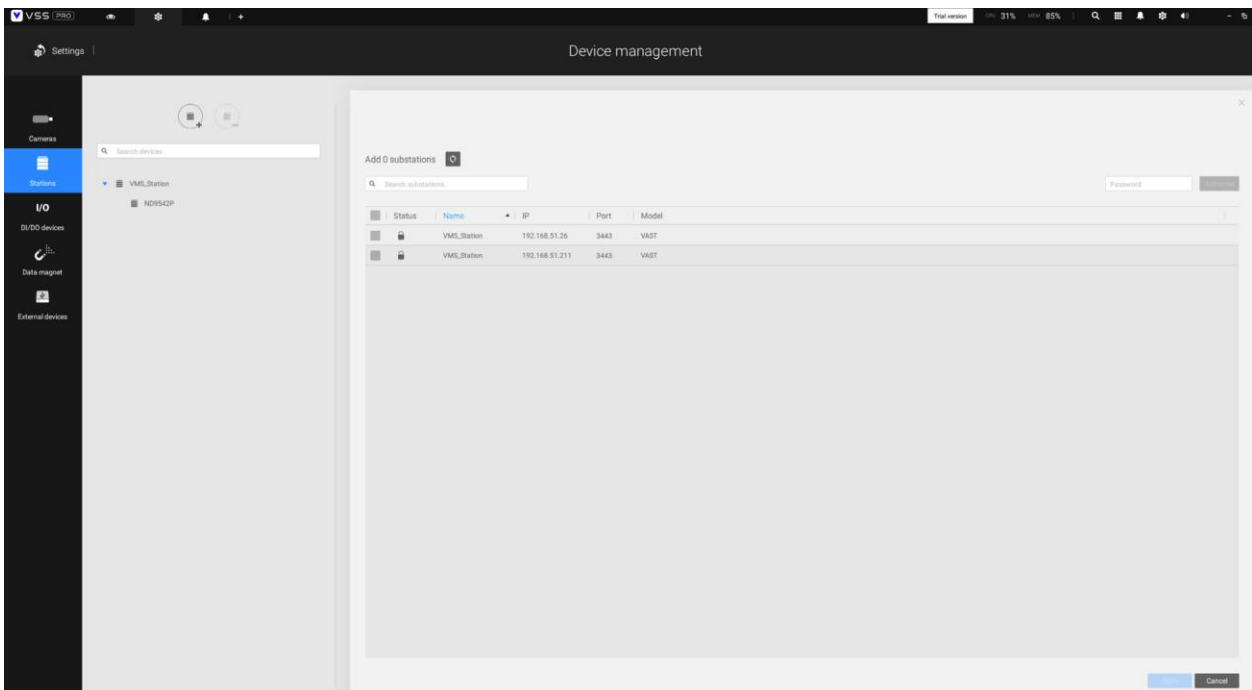 VSS PRO
Trial version
CPU 31% MEM 85%
Settings
Device management
Cameras
Stations
I/O
DI/DO devices
Data magnet
External devices
Search devices
VMS_Station
ND9542P
Add 0 substations
Search substations
Password
Status Name IP Port Model
VMS_Station 192.168.51.26 3443 VAST
VMS_Station 192.168.51.211 3443 VAST
Cancel